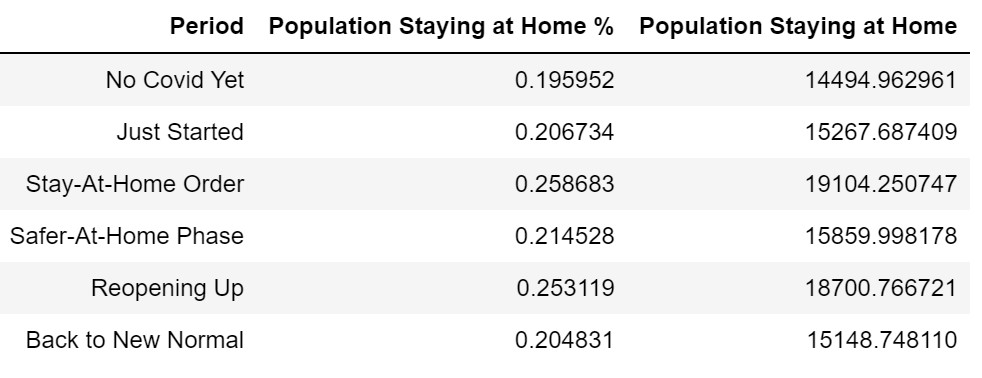 Period Population Staying at Home % Population Staying at Home
No Covid Yet 0.195952 14494.962961
Just Started 0.206734 15267.687409
Stay-At-Home Order 0.258683 19104.250747
Safer-At-Home Phase 0.214528 15859.998178
Reopening Up 0.253119 18700.766721
Back to New Normal 0.204831 15148.748110